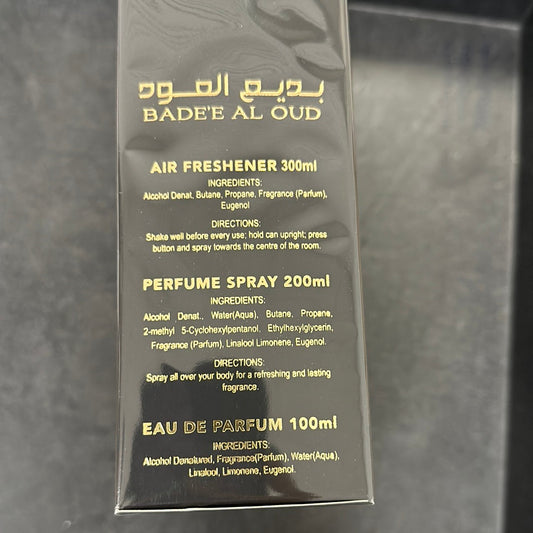 بديع العود
BADE'E AL OUD
AIR FRESHENER 300ml
INGREDIENTS:
Alcohol Denat, Butane, Propane, Fragrance (Parfum),
Eugenol
DIRECTIONS:
Shake well before every use; hold can upright; press
button and spray towards the centre of the room.
PERFUME SPRAY 200ml
INGREDIENTS:
Alcohol Denat., Water(Aqua), Butane, Propane,
2-methyl 5-Cyclohexylpentanol, Ethylhexylglycerin,
Fragrance (Parfum), Linalool Limonene, Eugenol.
DIRECTIONS:
Spray all over your body for a refreshing and lasting
fragrance.
EAU DE PARFUM 100ml
INGREDIENTS:
Alcohol Denatured, Fragrance(Parfum), Water(Aqua),
Linalool, Limonene, Eugenol.